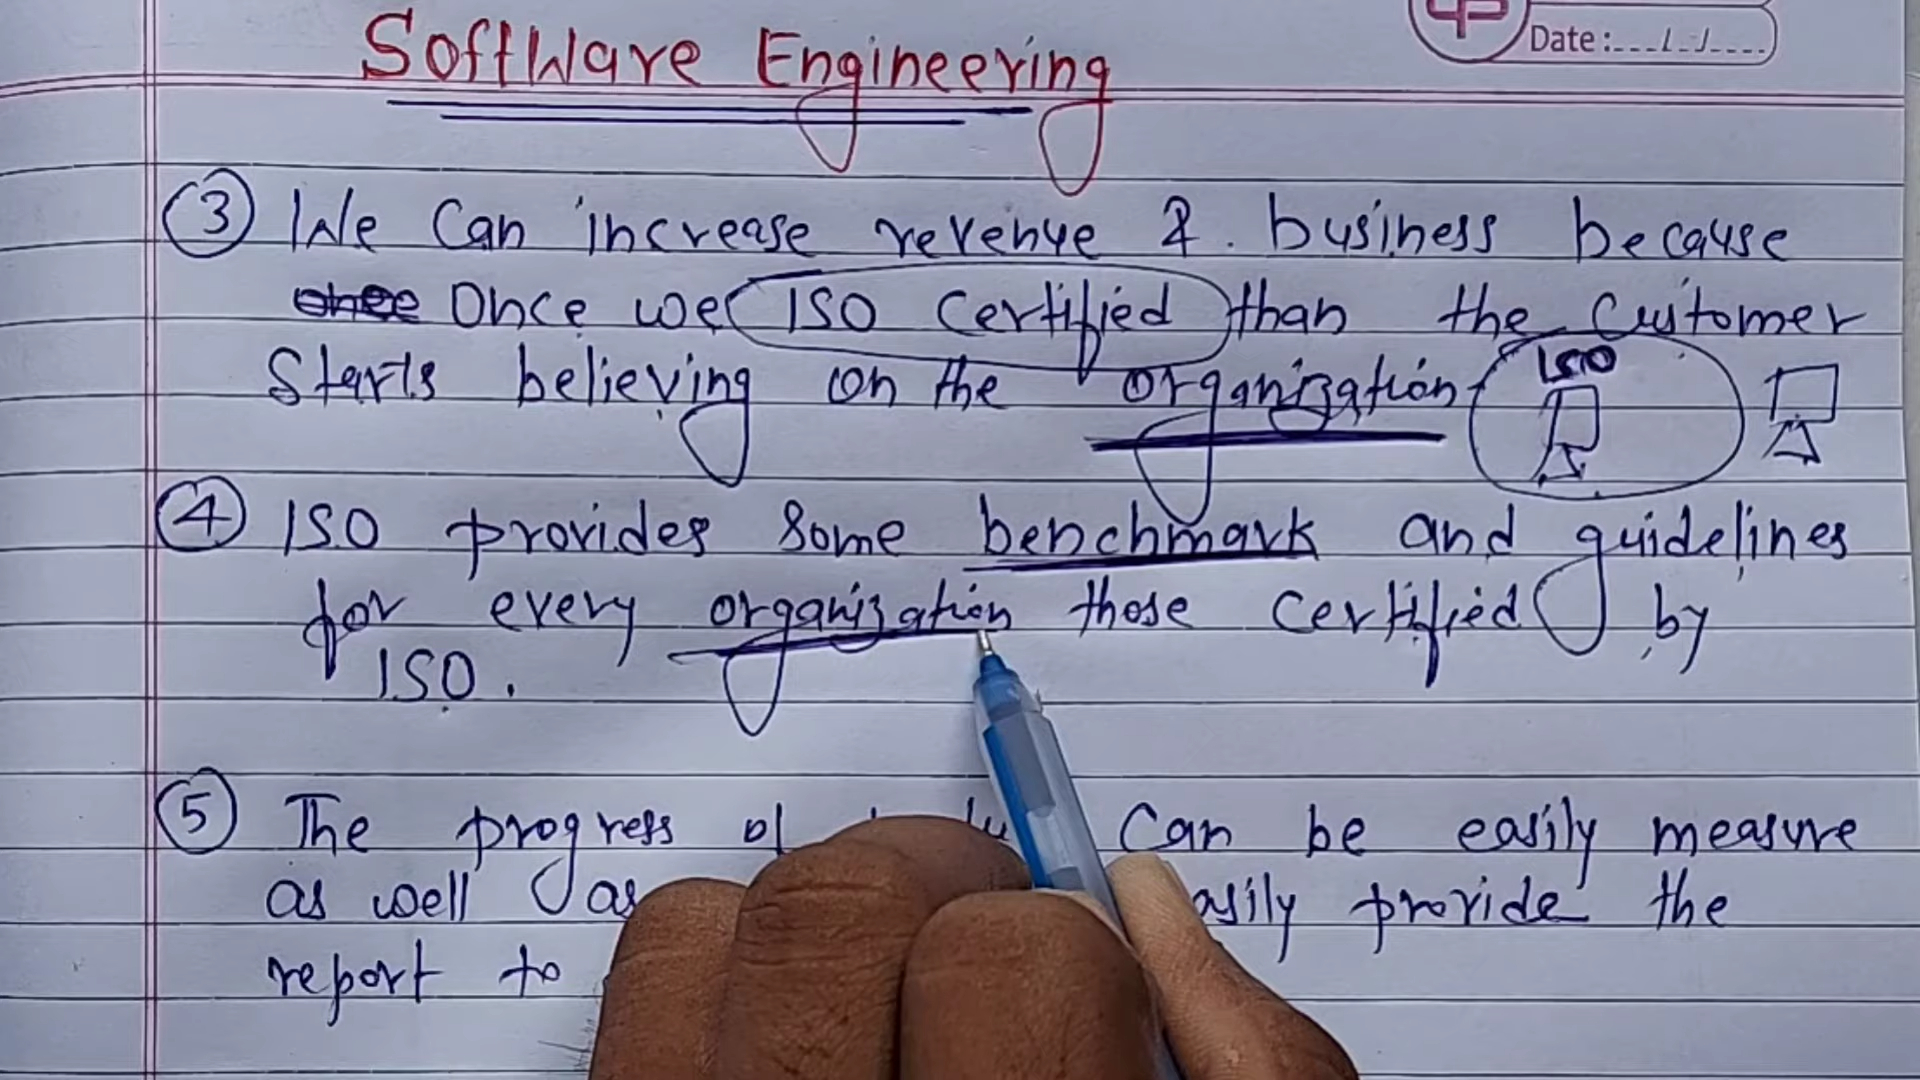 Software Engineering
Date :___/_/____
③ We Can increase revenue & business because
Once we ISO Certified than the Customer
Starts believing on the organization
ISO
④ ISO provides some benchmark and guidelines
for every organization those Certified by
ISO.
⑤ The progress of can be easily measure
as well as provide the
report to